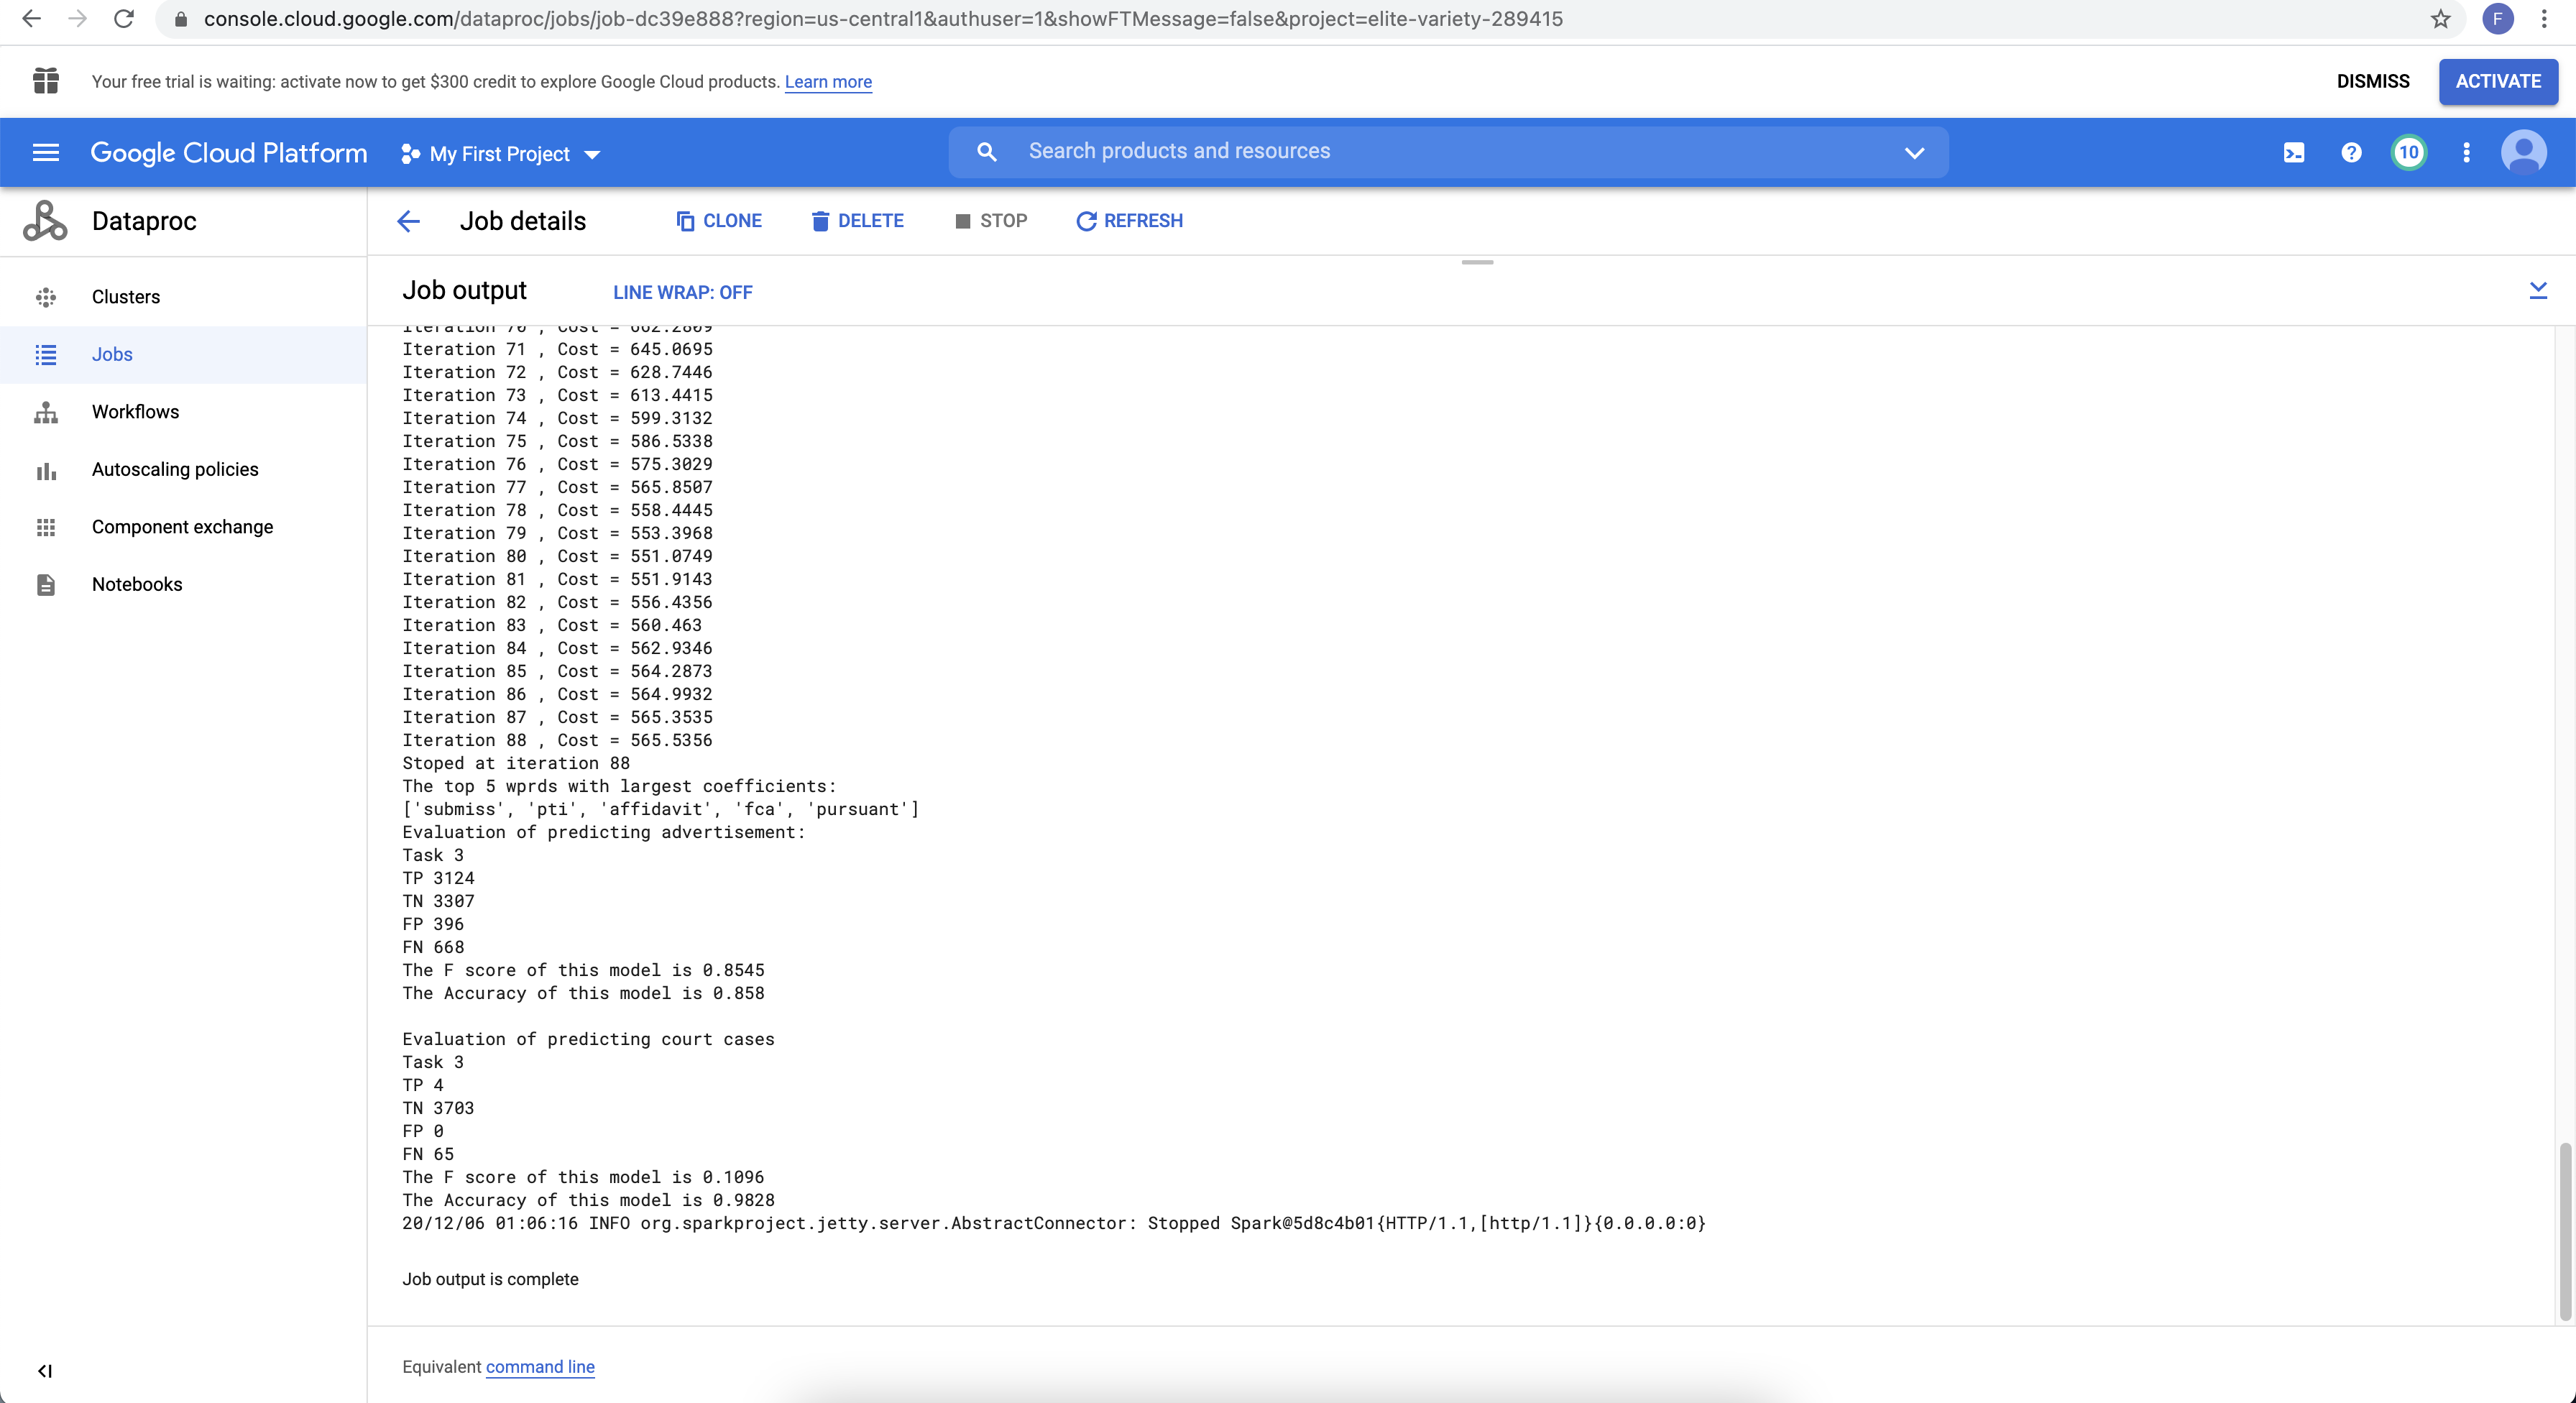 console.cloud.google.com/dataproc/jobs/job-dc39e888?region=us-central1&authuser=1&showFTMessage=false&project=elite-variety-289415
F
Your free trial is waiting: activate now to get $300 credit to explore Google Cloud products. Learn more
DISMISS
ACTIVATE
Google Cloud Platform
My First Project
Search products and resources
10
Dataproc
Job details
CLONE
DELETE
STOP
REFRESH
Clusters
Jobs
Workflows
Autoscaling policies
Component exchange
Notebooks
Job output
LINE WRAP: OFF
Iteration 70 , Cost = 662.2809
Iteration 71 , Cost = 645.0695
Iteration 72 , Cost = 628.7446
Iteration 73 , Cost = 613.4415
Iteration 74 , Cost = 599.3132
Iteration 75 , Cost = 586.5338
Iteration 76 , Cost = 575.3029
Iteration 77 , Cost = 565.8507
Iteration 78 , Cost = 558.4445
Iteration 79 , Cost = 553.3968
Iteration 80 , Cost = 551.0749
Iteration 81 , Cost = 551.9143
Iteration 82 , Cost = 556.4356
Iteration 83 , Cost = 560.463
Iteration 84 , Cost = 562.9346
Iteration 85 , Cost = 564.2873
Iteration 86 , Cost = 564.9932
Iteration 87 , Cost = 565.3535
Iteration 88 , Cost = 565.5356
Stoped at iteration 88
The top 5 wprds with largest coefficients:
['submiss', 'pti', 'affidavit', 'fca', 'pursuant']
Evaluation of predicting advertisement:
Task 3
TP 3124
TN 3307
FP 396
FN 668
The F score of this model is 0.8545
The Accuracy of this model is 0.858
Evaluation of predicting court cases
Task 3
TP 4
TN 3703
FP 0
FN 65
The F score of this model is 0.1096
The Accuracy of this model is 0.9828
20/12/06 01:06:16 INFO org.sparkproject.jetty.server.AbstractConnector: Stopped Spark@5d8c4b01{HTTP/1.1,[http/1.1]}{0.0.0.0:0}
Job output is complete
Equivalent command line